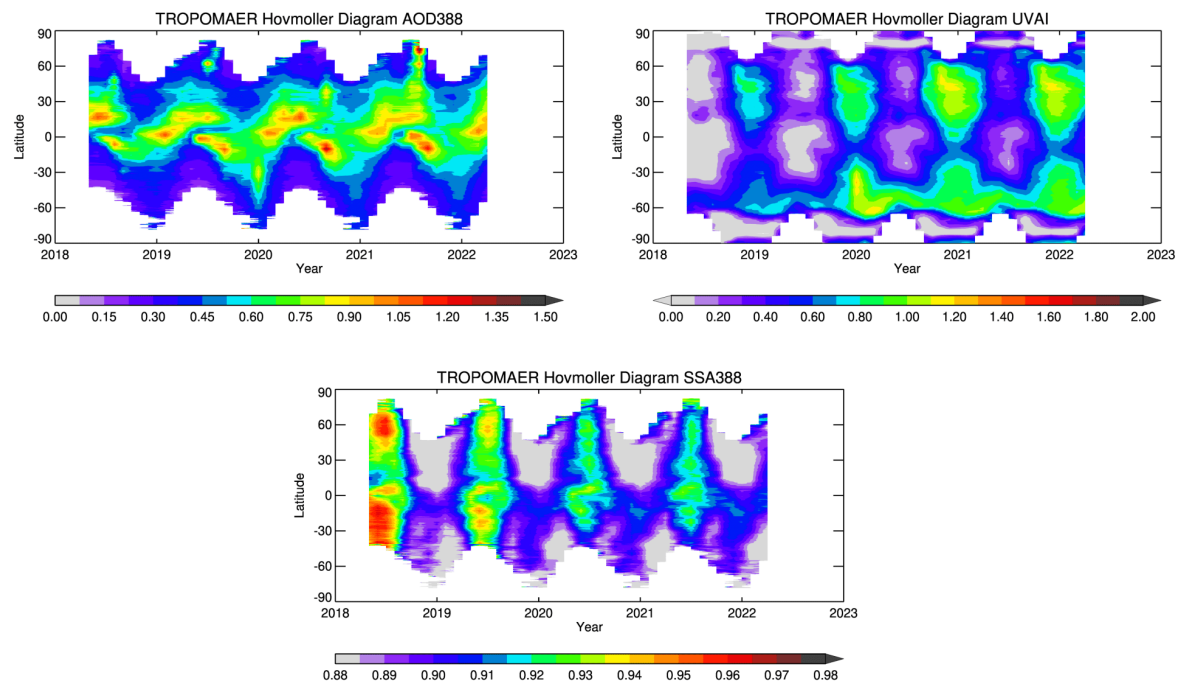 TROPOMAER Hovmoller Diagram AOD388
90
60
30
0
-30
-60
-90
Latitude
2018 2019 2020 2021 2022 2023
Year
0.00 0.15 0.30 0.45 0.60 0.75 0.90 1.05 1.20 1.35 1.50
TROPOMAER Hovmoller Diagram UVAI
90
60
30
0
-30
-60
-90
Latitude
2018 2019 2020 2021 2022 2023
Year
0.00 0.20 0.40 0.60 0.80 1.00 1.20 1.40 1.60 1.80 2.00
TROPOMAER Hovmoller Diagram SSA388
90
60
30
0
-30
-60
-90
Latitude
2018 2019 2020 2021 2022 2023
Year
0.88 0.89 0.90 0.91 0.92 0.93 0.94 0.95 0.96 0.97 0.98